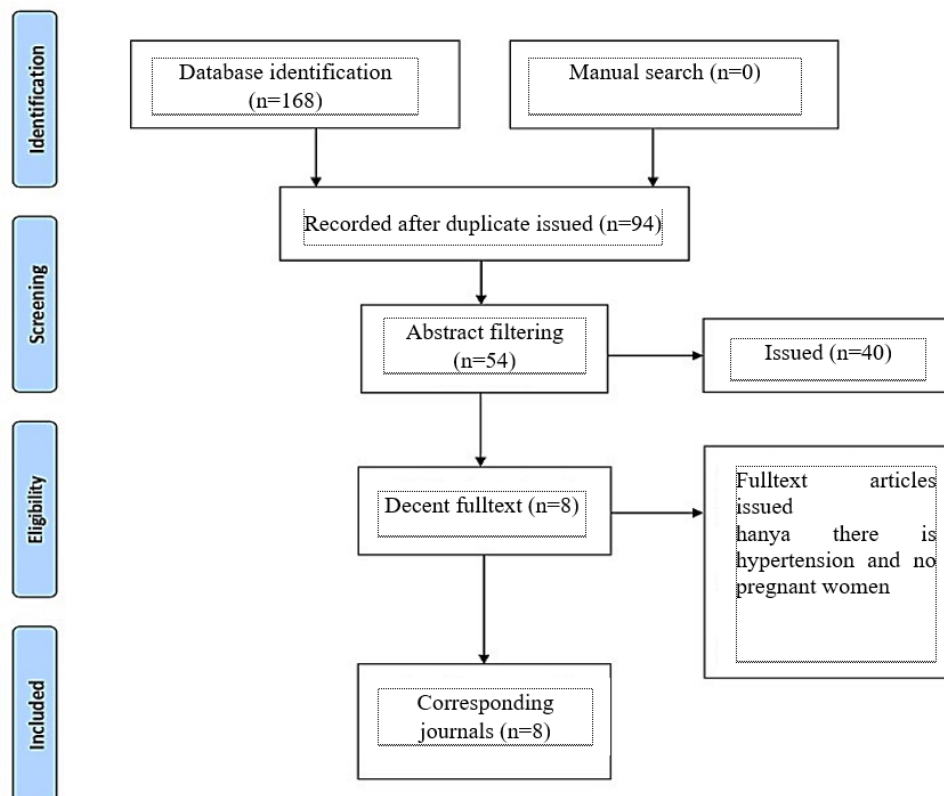 Identification
Database identification
(n=168)
Manual search (n=0)
Recorded after duplicate issued (n=94)
Screening
Abstract filtering
(n=54)
Issued (n=40)
Eligibility
Decent fulltext (n=8)
Fulltext articles
issued
hanya there is
hypertension and no
pregnant women
Included
Corresponding
journals (n=8)